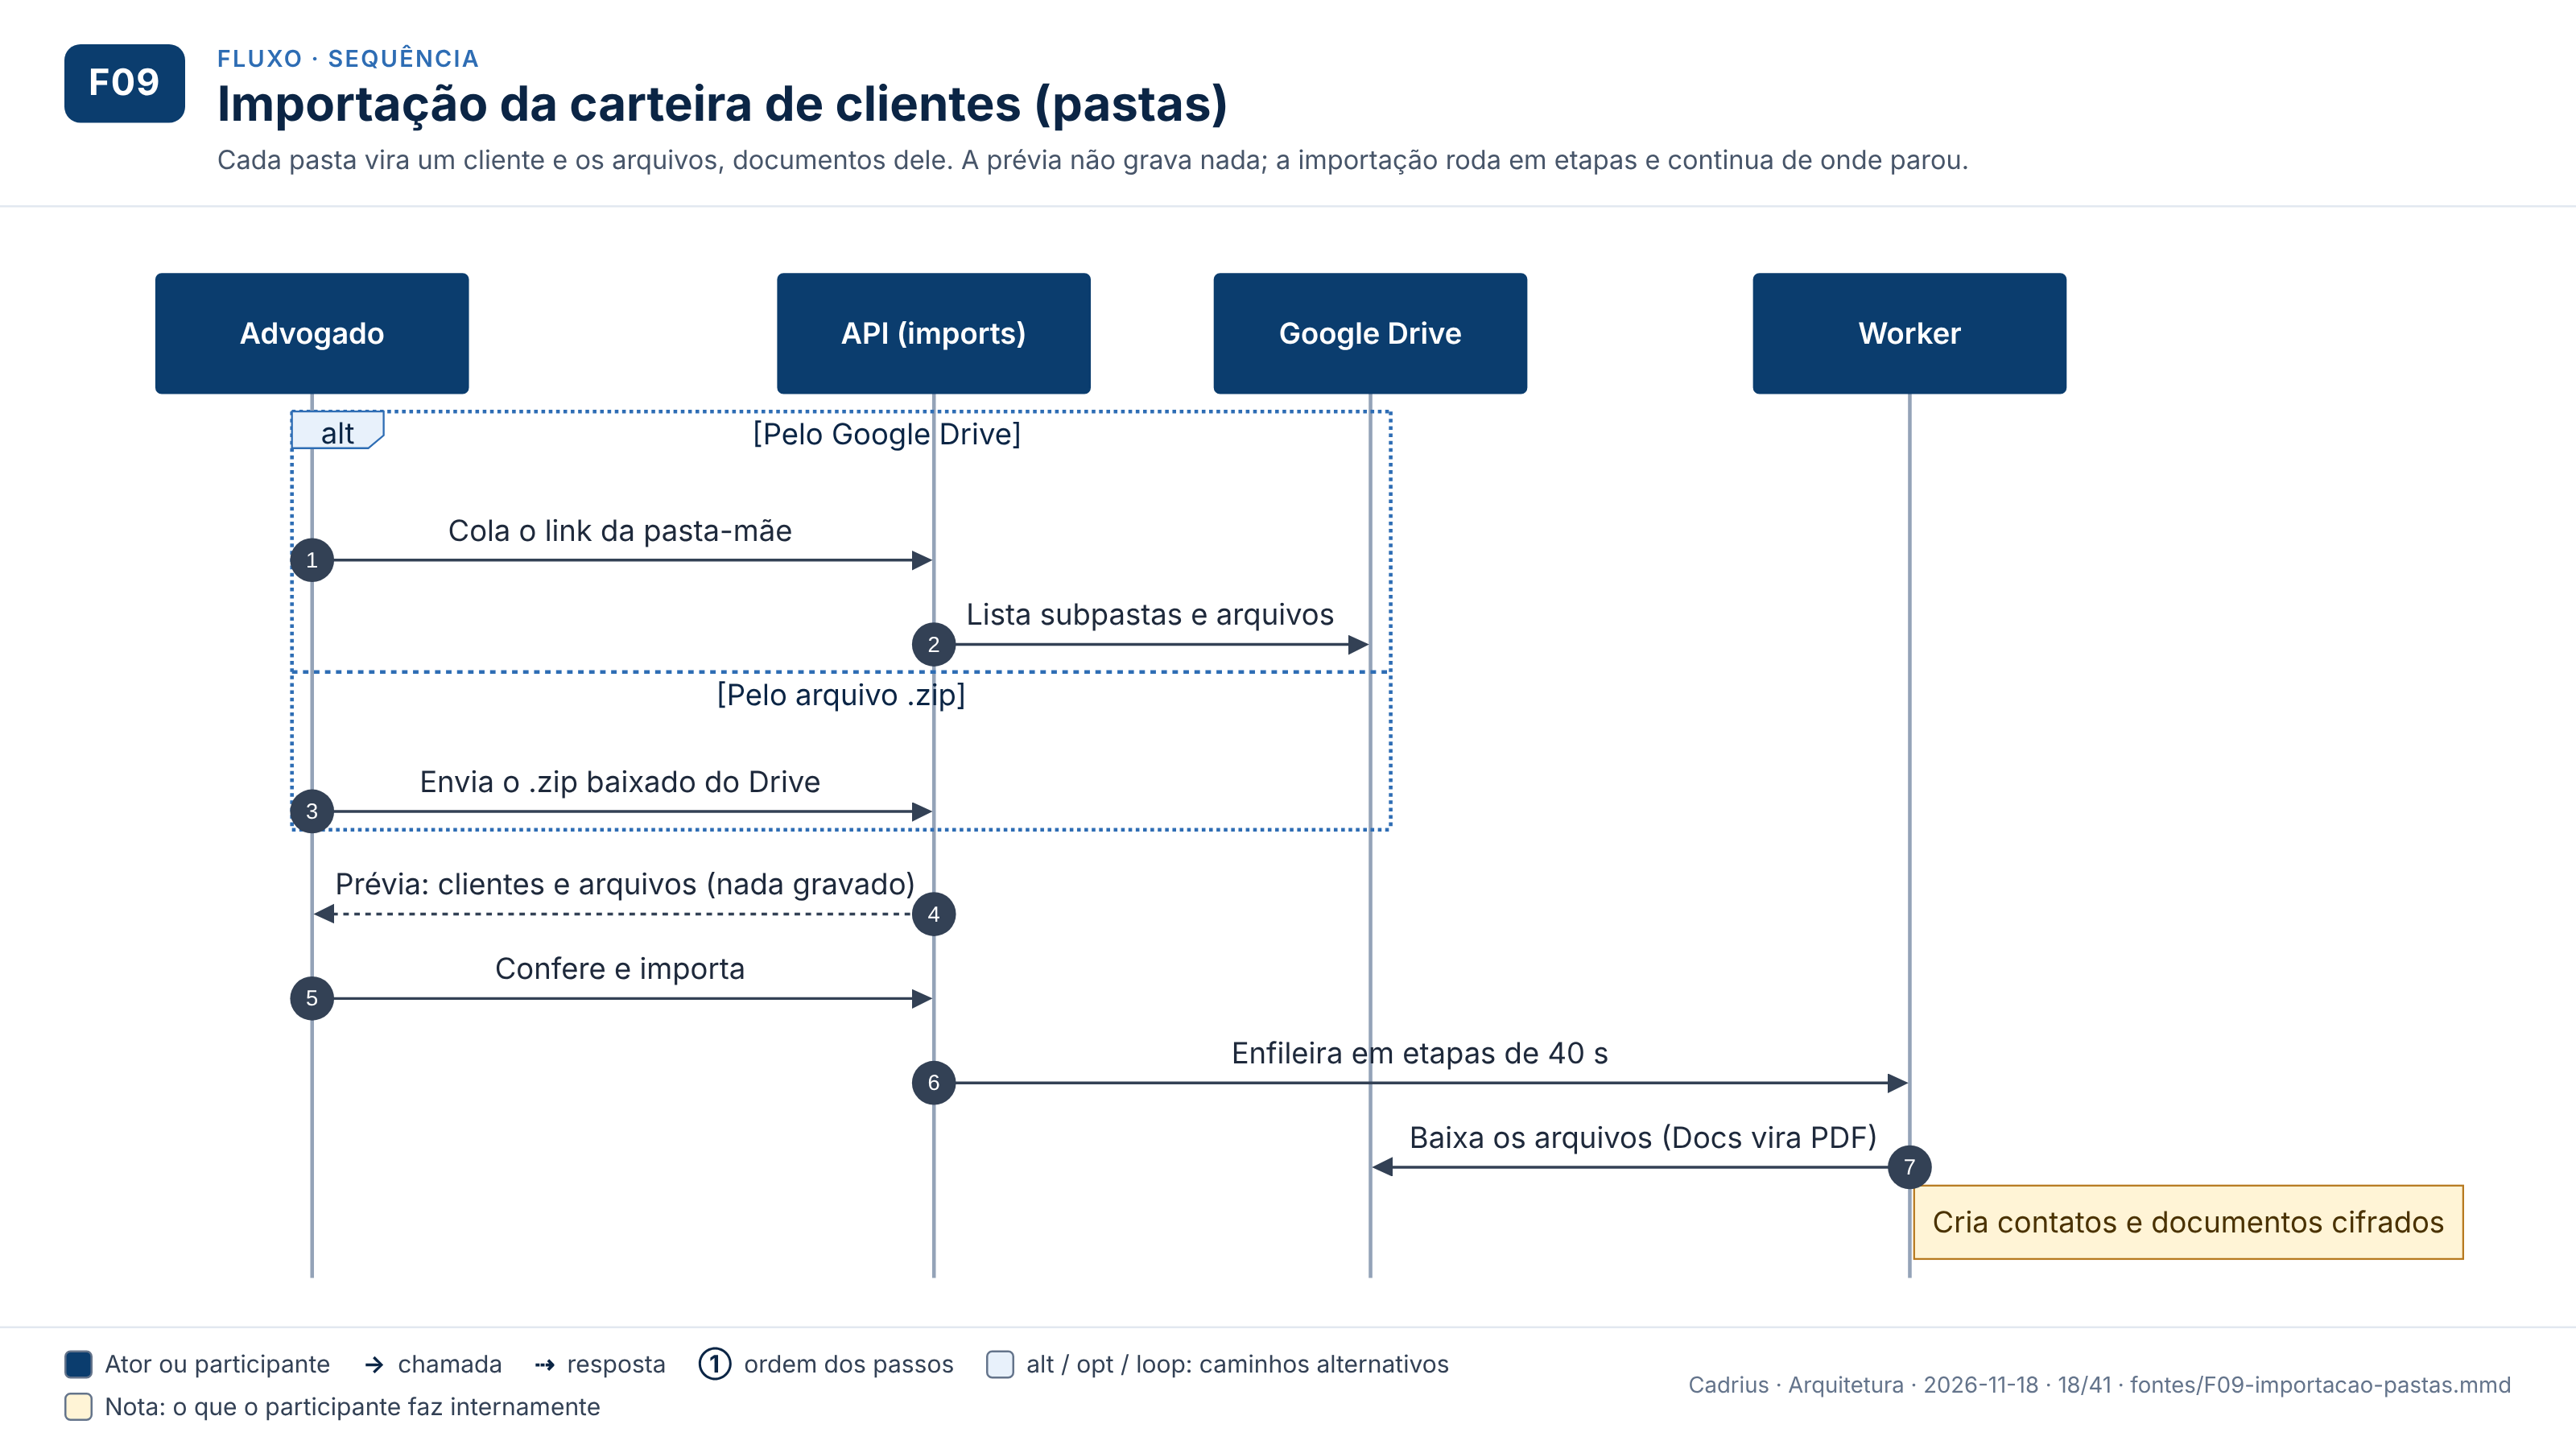 F09
FLUXO · SEQUÊNCIA
Importação da carteira de clientes (pastas)
Cada pasta vira um cliente e os arquivos, documentos dele. A prévia não grava nada; a importação roda em etapas e continua de onde parou.
Advogado
API (imports)
Google Drive
Worker
alt
[Pelo Google Drive]
Cola o link da pasta-mãe
1
Lista subpastas e arquivos
2
[Pelo arquivo .zip]
Envia o .zip baixado do Drive
3
Prévia: clientes e arquivos (nada gravado)
4
Confere e importa
5
Enfileira em etapas de 40 s
6
Baixa os arquivos (Docs vira PDF)
7
Cria contatos e documentos cifrados
Ator ou participante → chamada ⇢ resposta ① ordem dos passos alt / opt / loop: caminhos alternativos
Nota: o que o participante faz internamente
Cadrius · Arquitetura · 2026-11-18 · 18/41 · fontes/F09-importacao-pastas.mmd